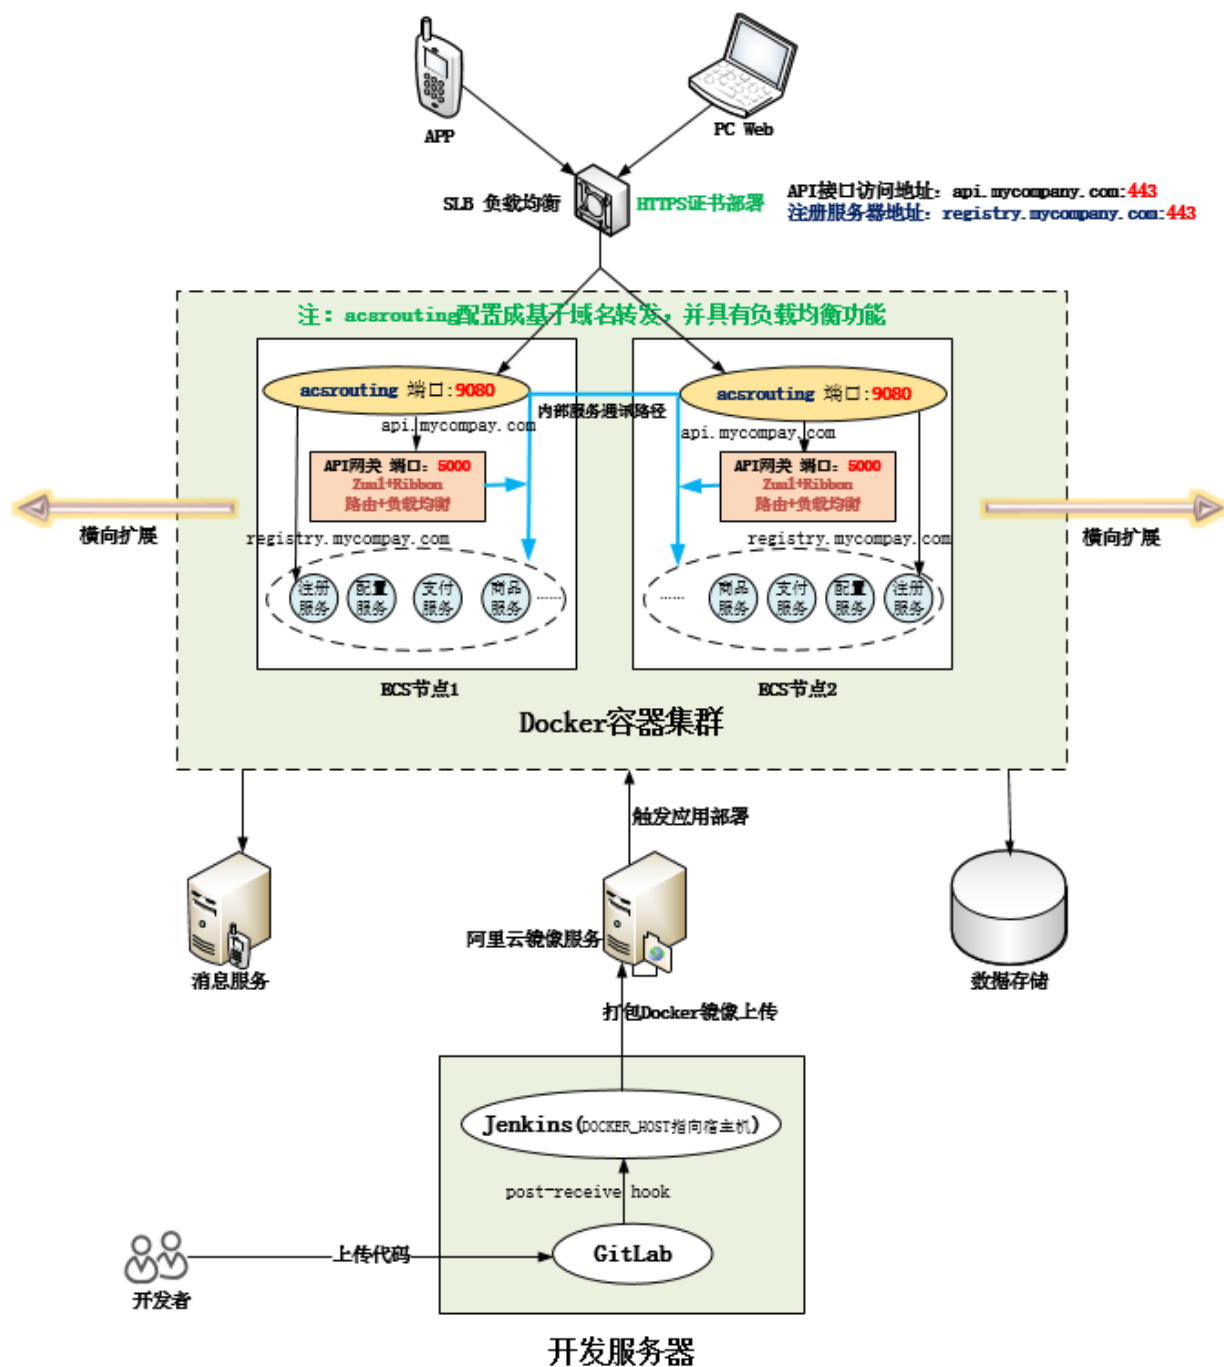 APP
PC Web
SLB 负载均衡
HTTPS证书部署
API接口访问地址：api.mycompany.com:443
注册服务器地址：registry.mycompany.com:443
注：acsrouting配置成基于域名转发，并具有负载均衡功能
acsrouting 端口:9080
acsrouting 端口:9080
内部服务通讯路径
api.mycompay.com
api.mycompay.com
API网关 端口：5000
Zuul+Ribbon
路由+负载均衡
API网关 端口：5000
Zuul+Ribbon
路由+负载均衡
横向扩展
横向扩展
registry.mycompay.com
registry.mycompay.com
注册
服务
配置
服务
支付
服务
商品
服务
......
......
商品
服务
支付
服务
配置
服务
注册
服务
ECS节点1
ECS节点2
Docker容器集群
触发应用部署
阿里云镜像服务
消息服务
数据存储
打包Docker镜像上传
Jenkins(DOCKER_HOST指向宿主机)
post-receive hook
上传代码
GitLab
开发者
开发服务器